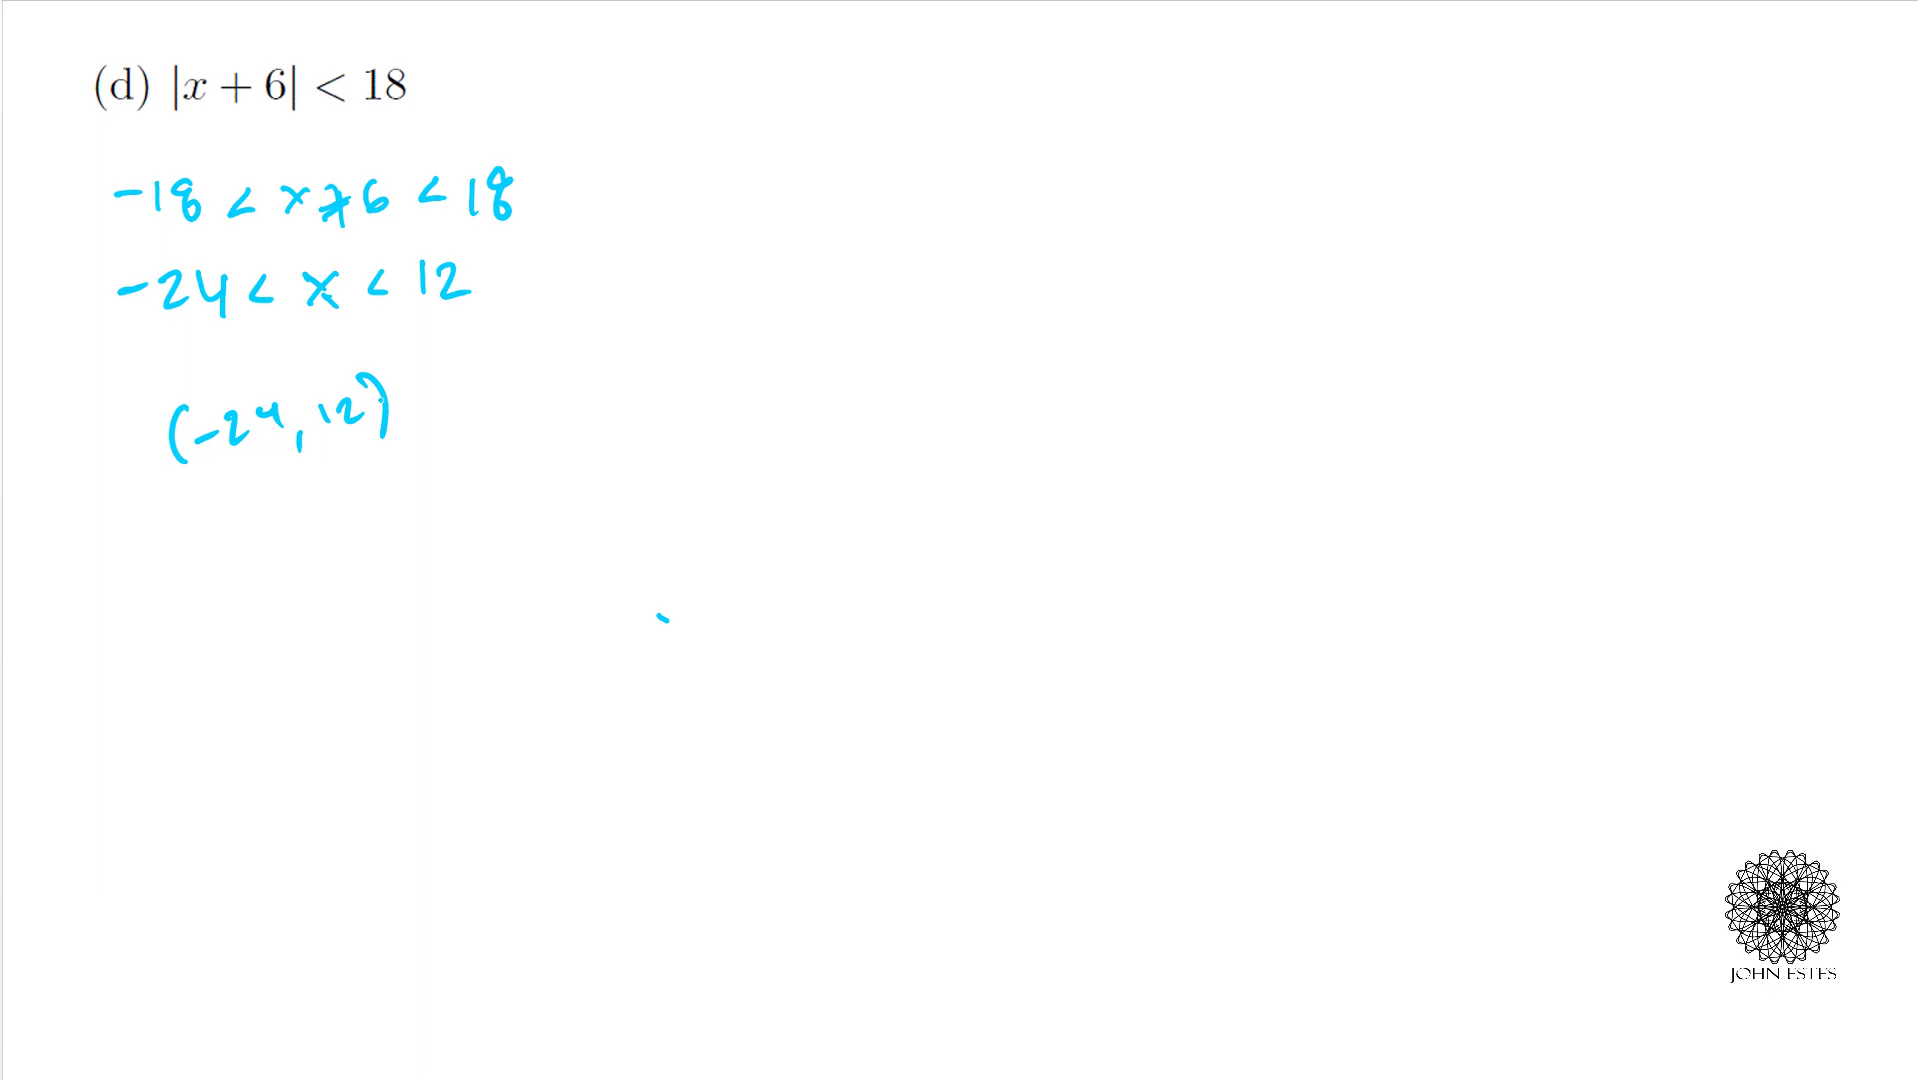 (d) |x + 6| < 18
-18 < x+6 < 18
-24 < x < 12
(-24, 12)
JOHN ESTES